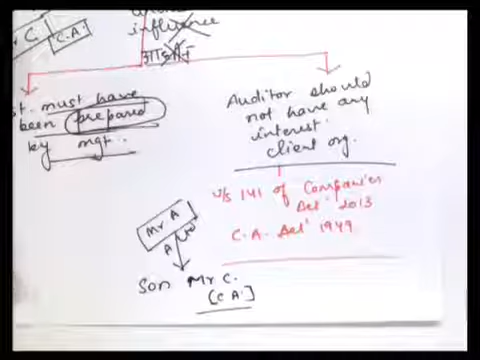 r C.
C.A.
under
influence
st. must have
been prepared
by mgt.
Auditor should
not have any
interest.
client org.
u/s 141 of Companies
Act' 2013
C.A. Act' 1949
Mr A
A
Son Mr C.
[C A.]